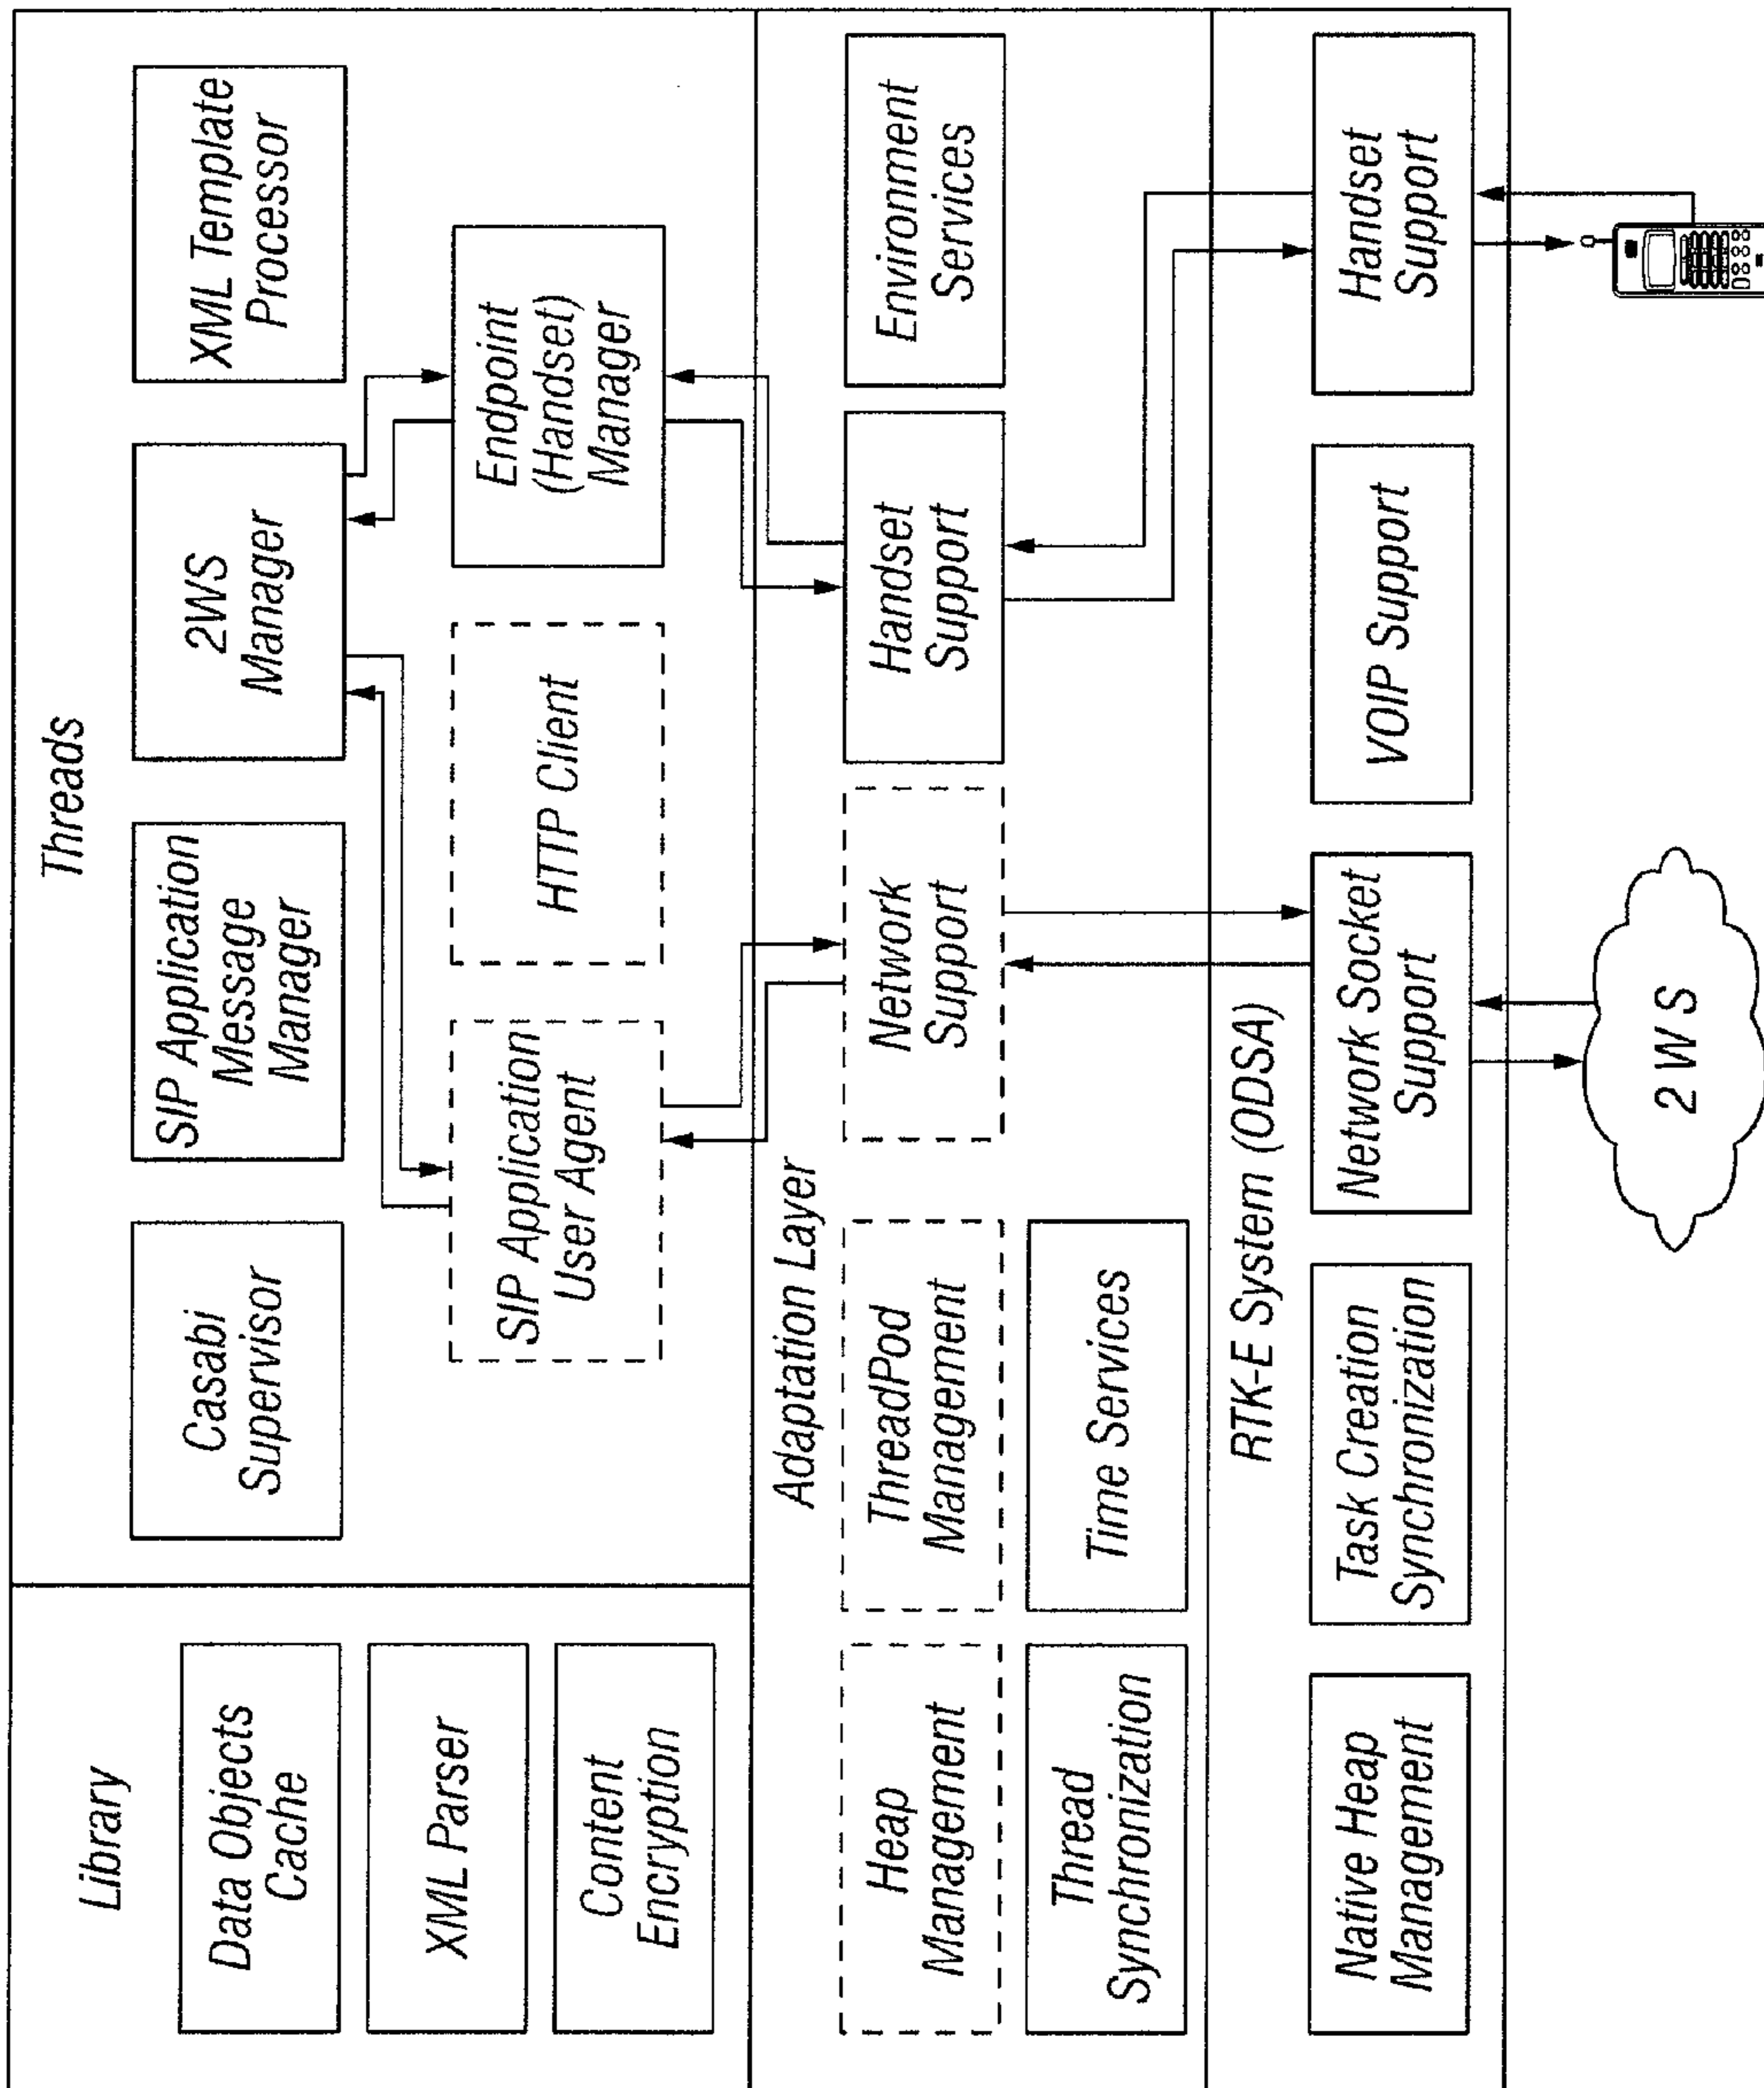 Library
Data Objects
Cache
XML Parser
Content
Encryption
Threads
Casabi
Supervisor
SIP Application
Message
Manager
2WS
Manager
XML Template
Processor
SIP Application
User Agent
HTTP Client
Endpoint
(Handset)
Manager
Adaptation Layer
Heap
Management
ThreadPod
Management
Network
Support
Handset
Support
Environment
Services
Thread
Synchronization
Time Services
RTK-E System (ODSA)
Native Heap
Management
Task Creation
Synchronization
Network Socket
Support
VOIP Support
Handset
Support
2 W S